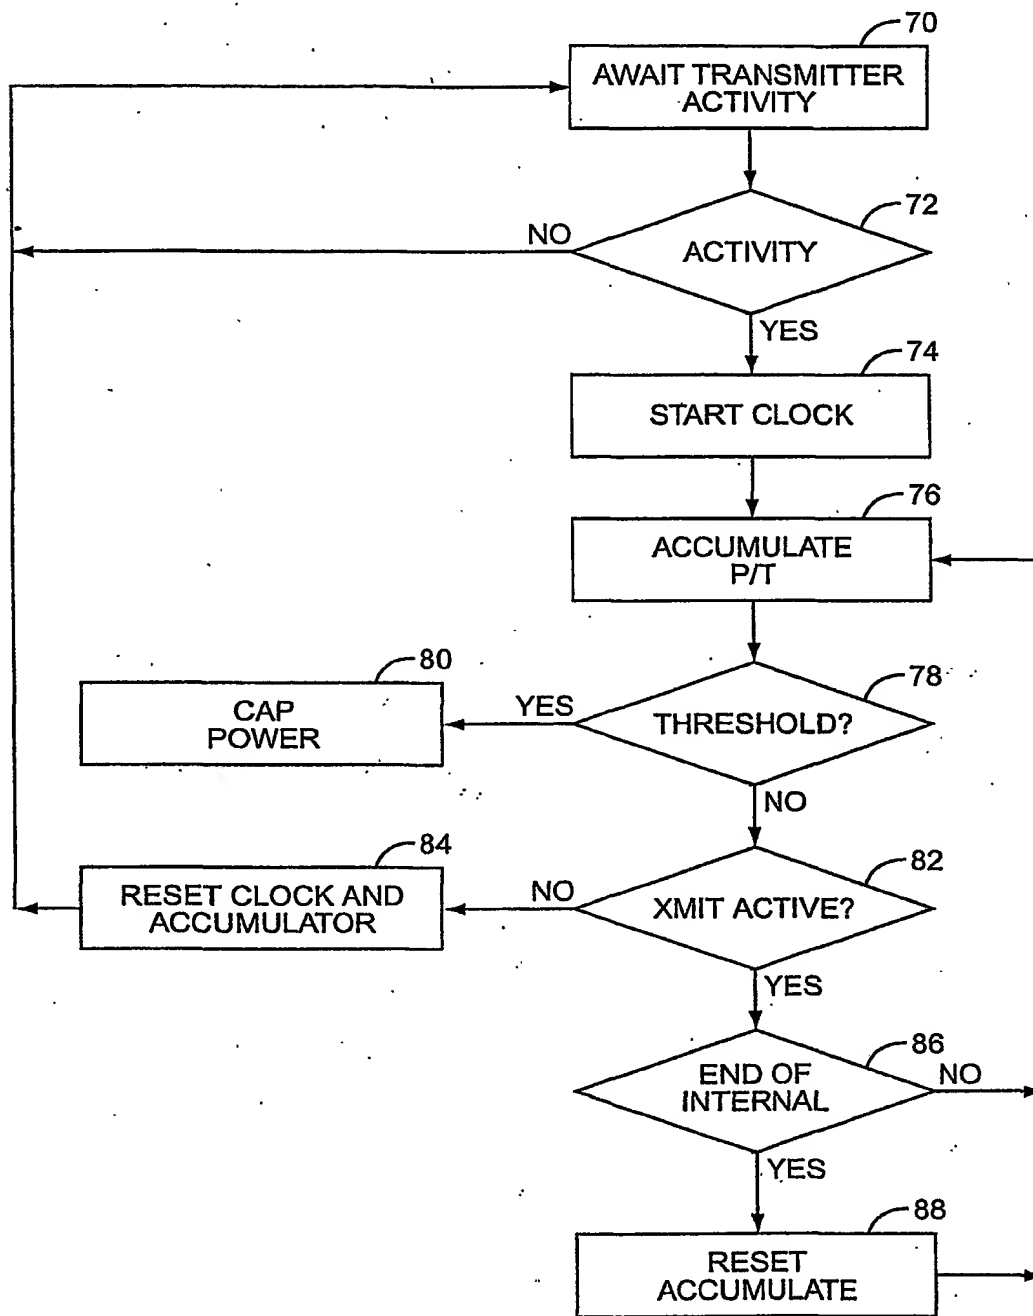 70
AWAIT TRANSMITTER
ACTIVITY
72
NO
ACTIVITY
YES
74
START CLOCK
76
ACCUMULATE
P/T
80
78
CAP
POWER
YES
THRESHOLD?
NO
84
82
RESET CLOCK AND
ACCUMULATOR
NO
XMIT ACTIVE?
YES
86
END OF
INTERNAL
NO
YES
88
RESET
ACCUMULATE